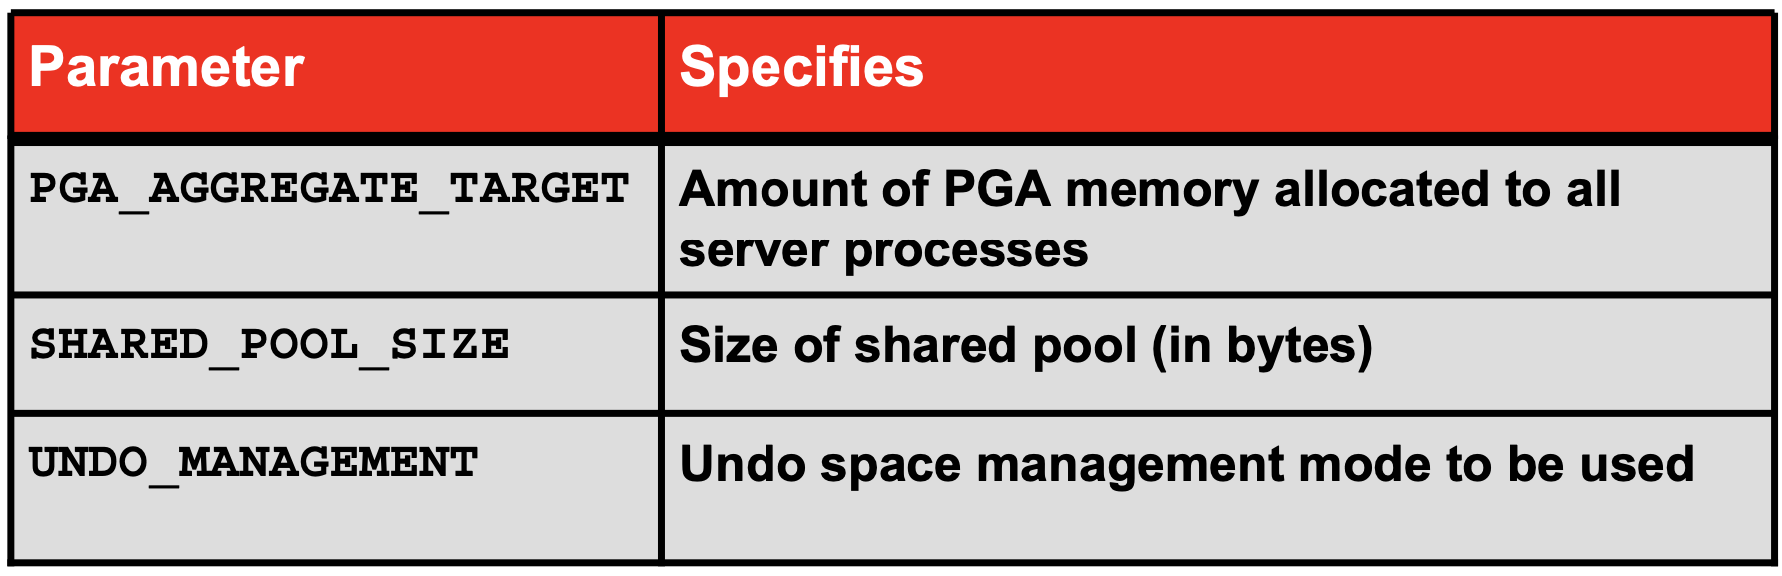 Parameter
Specifies
PGA_AGGREGATE_TARGET
Amount of PGA memory allocated to all
server processes
SHARED_POOL_SIZE
Size of shared pool (in bytes)
UNDO_MANAGEMENT
Undo space management mode to be used